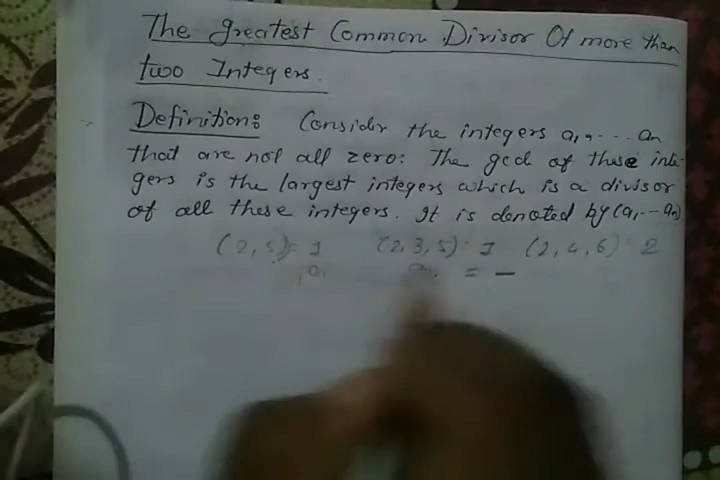 The greatest Common Divisor Of more than
two Integers.
Definition: Consider the integers a1, ... an
that are not all zero: The gcd of these inte-
gers is the largest integers which is a divisor
of all these integers. It is denoted by (a1, -- an)
(2, 5) = 1 (2, 3, 5) = 1 (2, 4, 6) = 2
= —